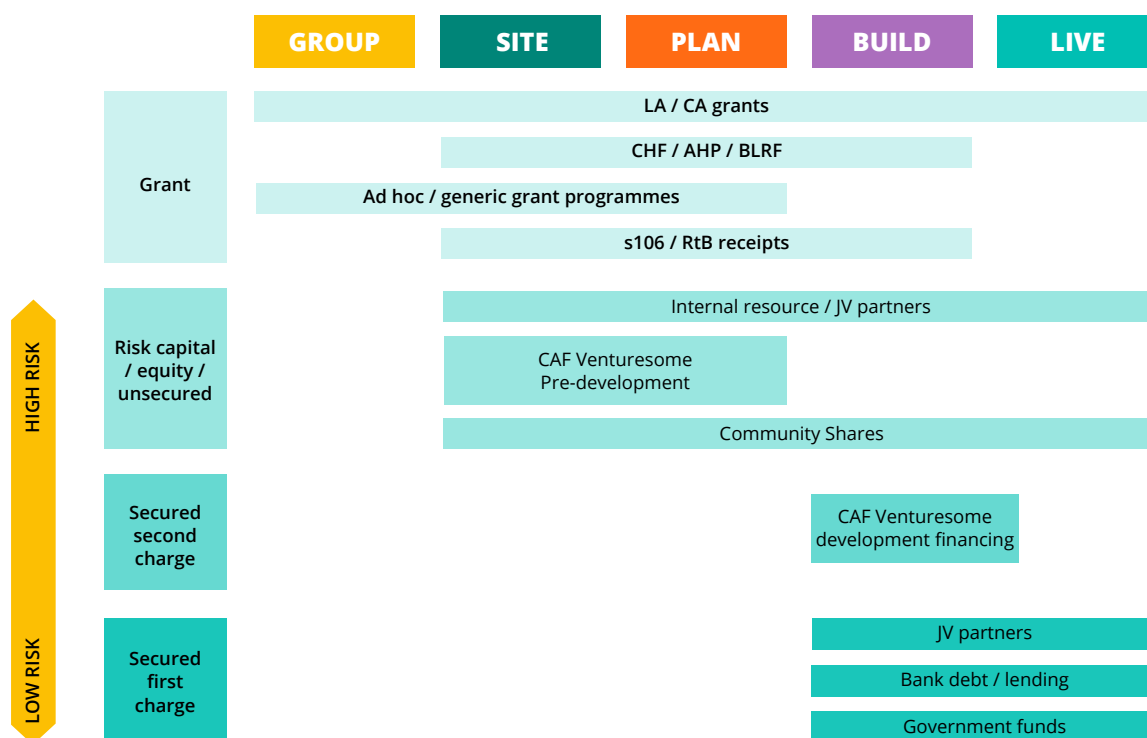 GROUP
SITE
PLAN
BUILD
LIVE
Grant
LA / CA grants
CHF / AHP / BLRF
Ad hoc / generic grant programmes
s106 / RtB receipts
HIGH RISK
Risk capital
/ equity /
unsecured
Internal resource / JV partners
CAF Venturesome
Pre-development
Community Shares
Secured
second
charge
CAF Venturesome
development financing
LOW RISK
Secured
first
charge
JV partners
Bank debt / lending
Government funds